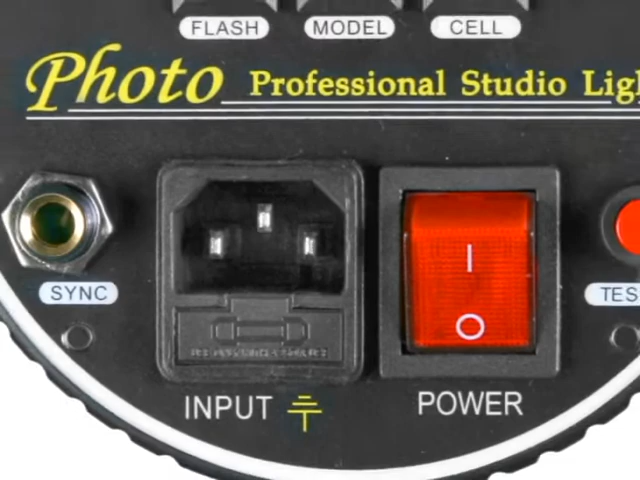 FLASH MODEL CELL
Photo Professional Studio Ligh
SYNC
TES
I
O
INPUT
POWER